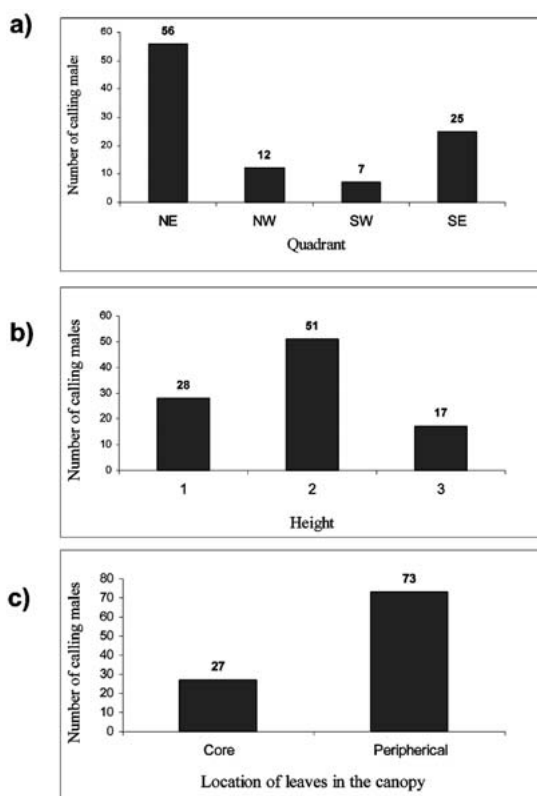 a)
Number of calling males
60
50
40
30
20
10
0
56
12
7
25
NE NW SW SE
Quadrant
b)
Number of calling males
60
50
40
30
20
10
0
28
51
17
1 2 3
Height
c)
Number of calling males
80
70
60
50
40
30
20
10
0
27
73
Core Peripherical
Location of leaves in the canopy